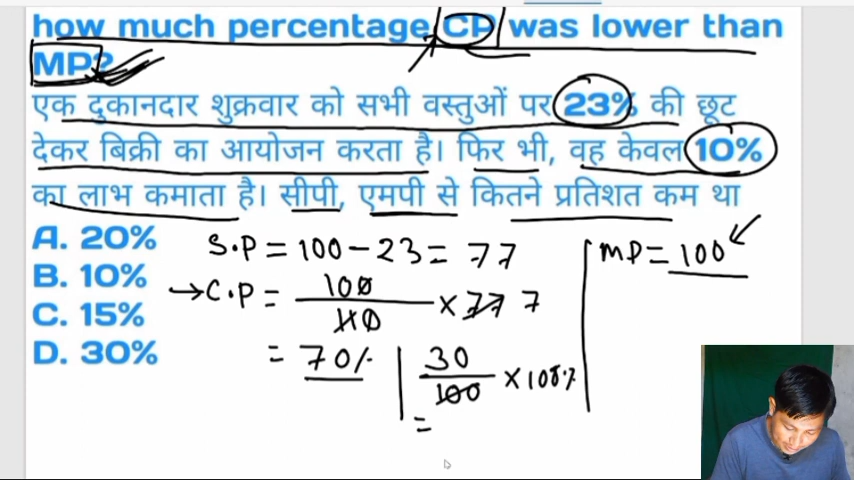 how much percentage CP was lower than
MP?
एक दुकानदार शुक्रवार को सभी वस्तुओं पर 23% की छूट
देकर बिक्री का आयोजन करता है। फिर भी, वह केवल 10%
का लाभ कमाता है। सीपी, एमपी से कितने प्रतिशत कम था
A. 20%
B. 10%
C. 15%
D. 30%
S.P = 100 - 23 = 77
C.P = 100/110 × 77 7
= 70%
30/100 × 100%
=
MP = 100